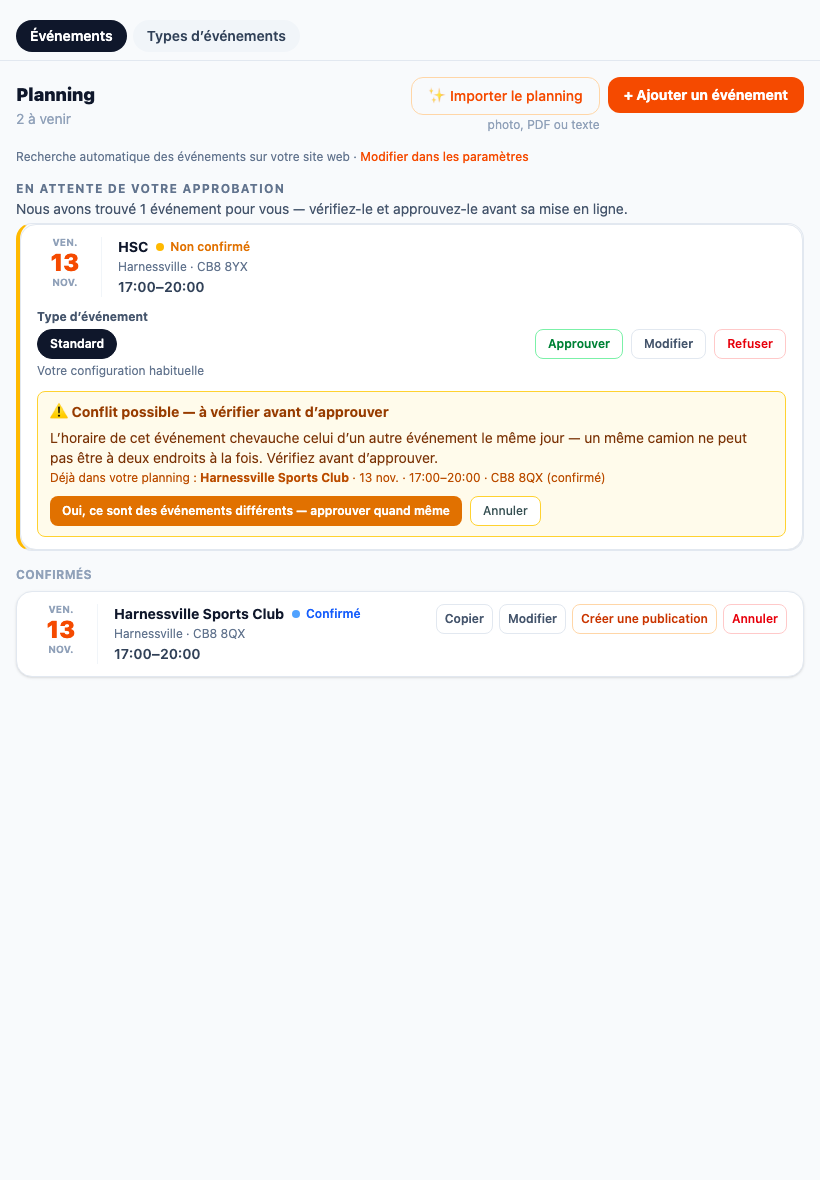 Événements
Types d’événements
Planning
2 à venir
✨ Importer le planning
+ Ajouter un événement
photo, PDF ou texte
Recherche automatique des événements sur votre site web · Modifier dans les paramètres
EN ATTENTE DE VOTRE APPROBATION
Nous avons trouvé 1 événement pour vous — vérifiez-le et approuvez-le avant sa mise en ligne.
VEN.
13
NOV.
HSC
Non confirmé
Harnessville · CB8 8YX
17:00–20:00
Type d’événement
Standard
Approuver
Modifier
Refuser
Votre configuration habituelle
⚠️ Conflit possible — à vérifier avant d’approuver
L’horaire de cet événement chevauche celui d’un autre événement le même jour — un même camion ne peut
pas être à deux endroits à la fois. Vérifiez avant d’approuver.
Déjà dans votre planning : Harnessville Sports Club · 13 nov. · 17:00–20:00 · CB8 8QX (confirmé)
Oui, ce sont des événements différents — approuver quand même
Annuler
CONFIRMÉS
VEN.
13
NOV.
Harnessville Sports Club
Confirmé
Harnessville · CB8 8QX
17:00–20:00
Copier
Modifier
Créer une publication
Annuler